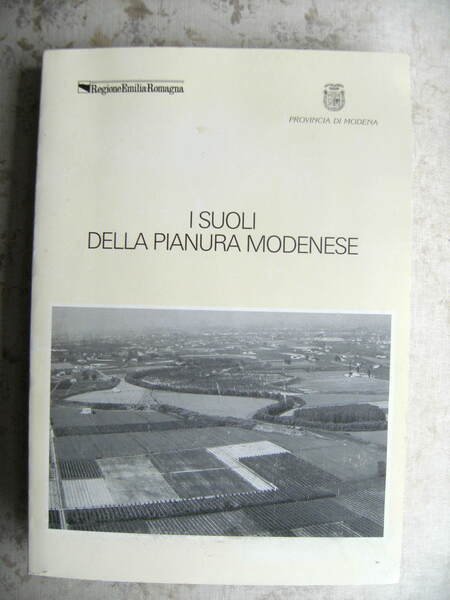 RegioneEmiliaRomagna
PROVINCIA DI MODENA
I SUOLI
DELLA PIANURA MODENESE